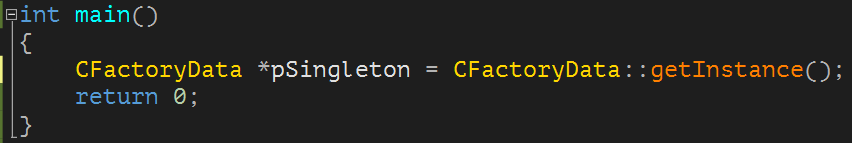 int main()
{
    CFactoryData *pSingleton = CFactoryData::getInstance();
    return 0;
}